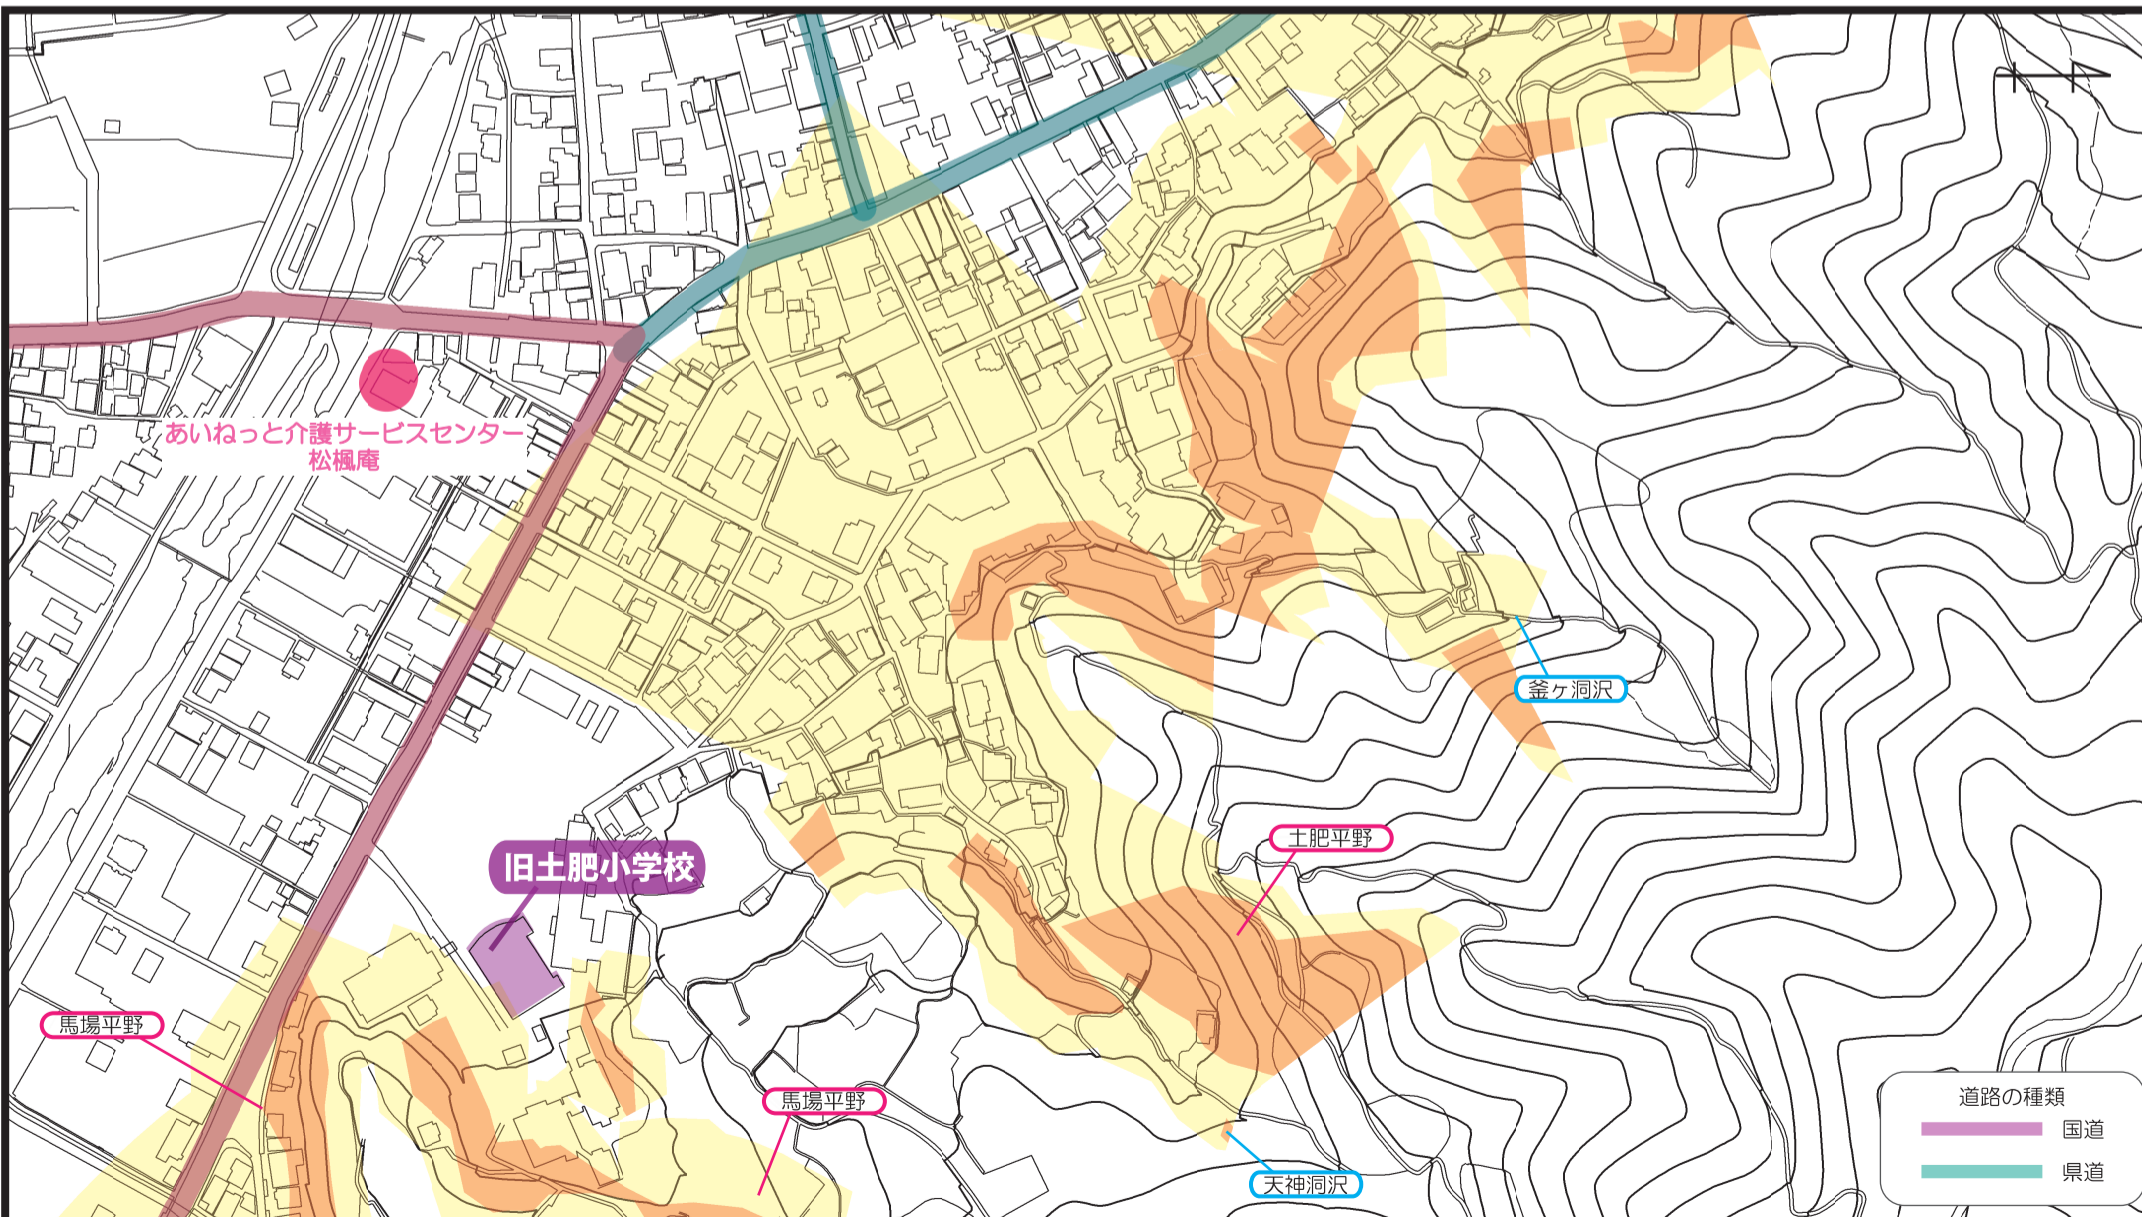 あいねっと介護サービスセンター
松風庵
釜ヶ洞沢
土肥平野
旧土肥小学校
馬場平野
馬場平野
天神洞沢
道路の種類
国道
県道